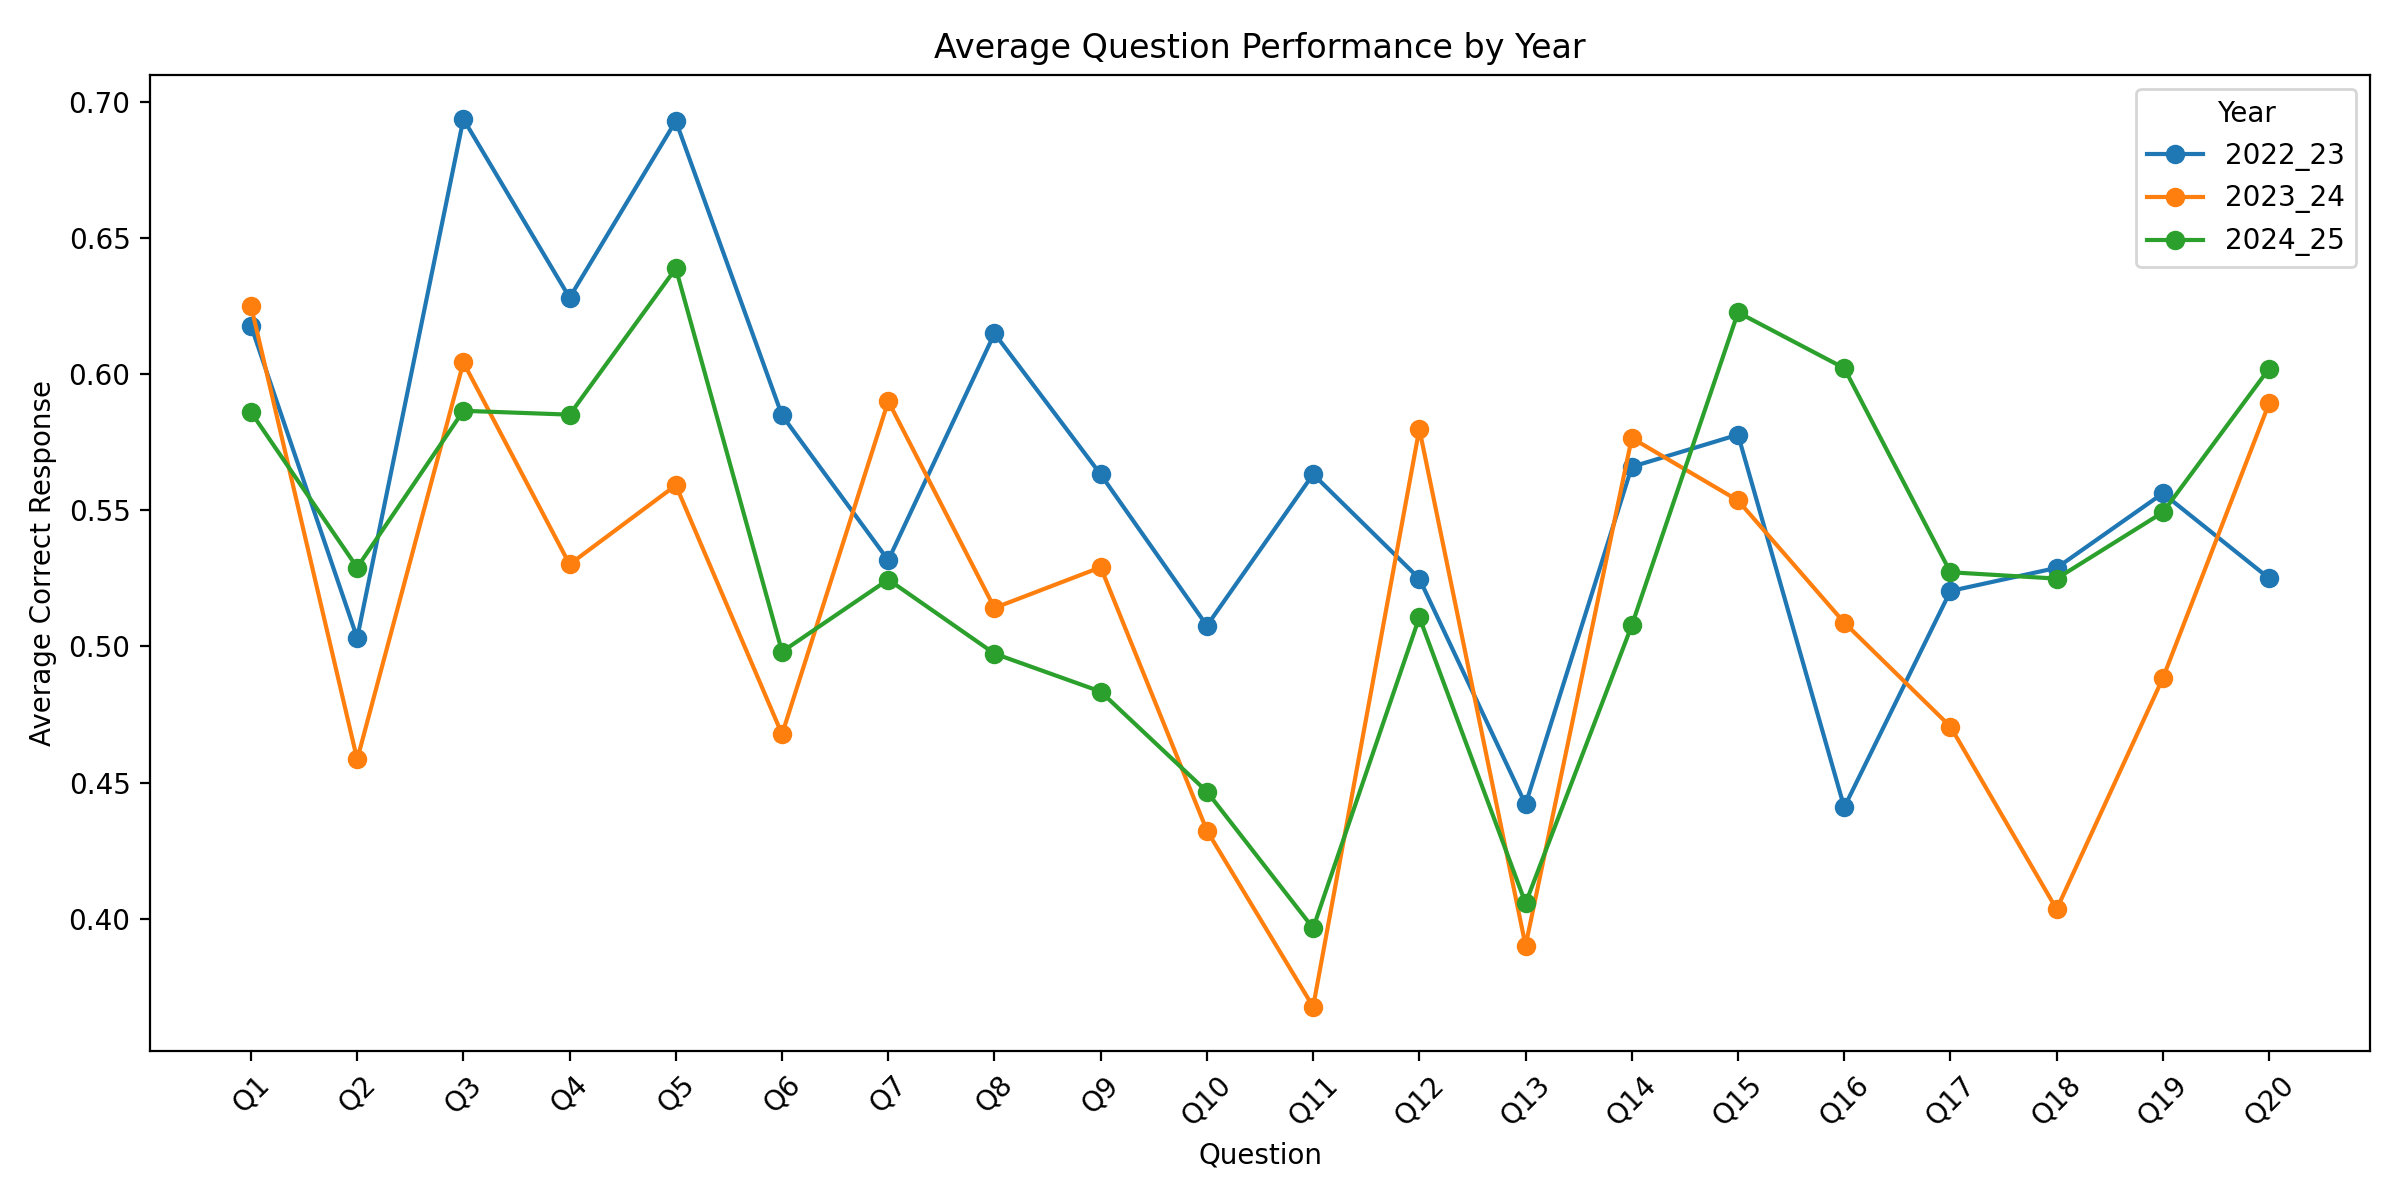 Average Question Performance by Year
Year
2022_23
2023_24
2024_25
Average Correct Response
0.70
0.65
0.60
0.55
0.50
0.45
0.40
Q1 Q2 Q3 Q4 Q5 Q6 Q7 Q8 Q9 Q10 Q11 Q12 Q13 Q14 Q15 Q16 Q17 Q18 Q19 Q20
Question